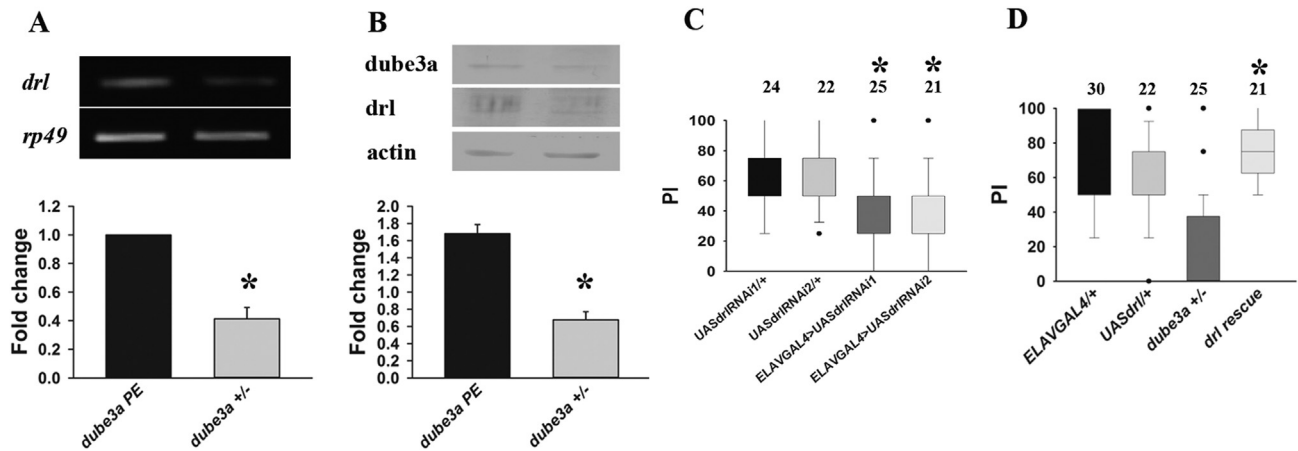 A
drl
rp49
Fold change
1.2
1.0
0.8
0.6
0.4
0.2
0.0
*
dube3a PE
dube3a +/-
B
dube3a
drl
actin
Fold change
2.0
1.8
1.6
1.4
1.2
1.0
0.8
0.6
0.4
0.2
0.0
*
dube3a PE
dube3a +/-
C
* *
24 22 25 21
PI
100
80
60
40
20
0
UASdrlRNAi1/+
UASdrlRNAi2/+
ELAVGAL4>UASdrlRNAi1
ELAVGAL4>UASdrlRNAi2
D
*
30 22 25 21
PI
100
80
60
40
20
0
ELAVGAL4/+
UASdrl/+
dube3a +/-
drl rescue